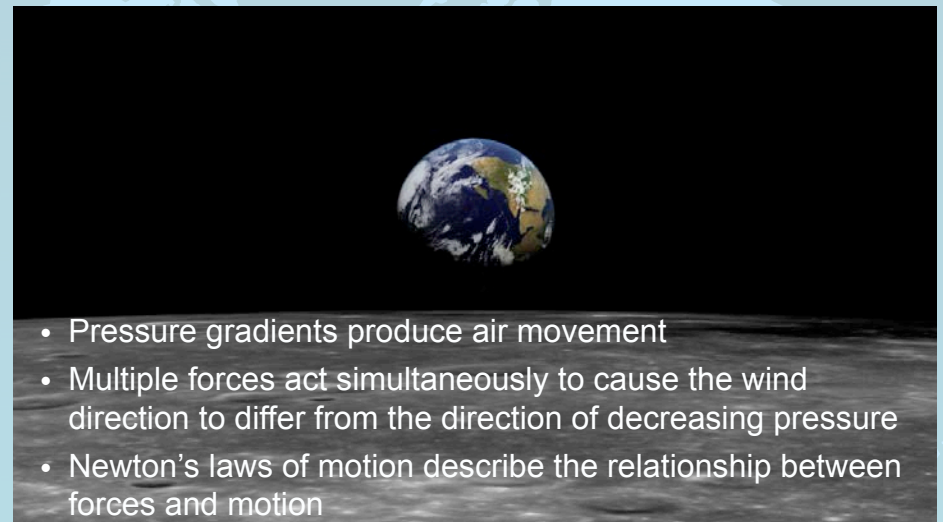 • Pressure gradients produce air movement
• Multiple forces act simultaneously to cause the wind
direction to differ from the direction of decreasing pressure
• Newton’s laws of motion describe the relationship between
forces and motion